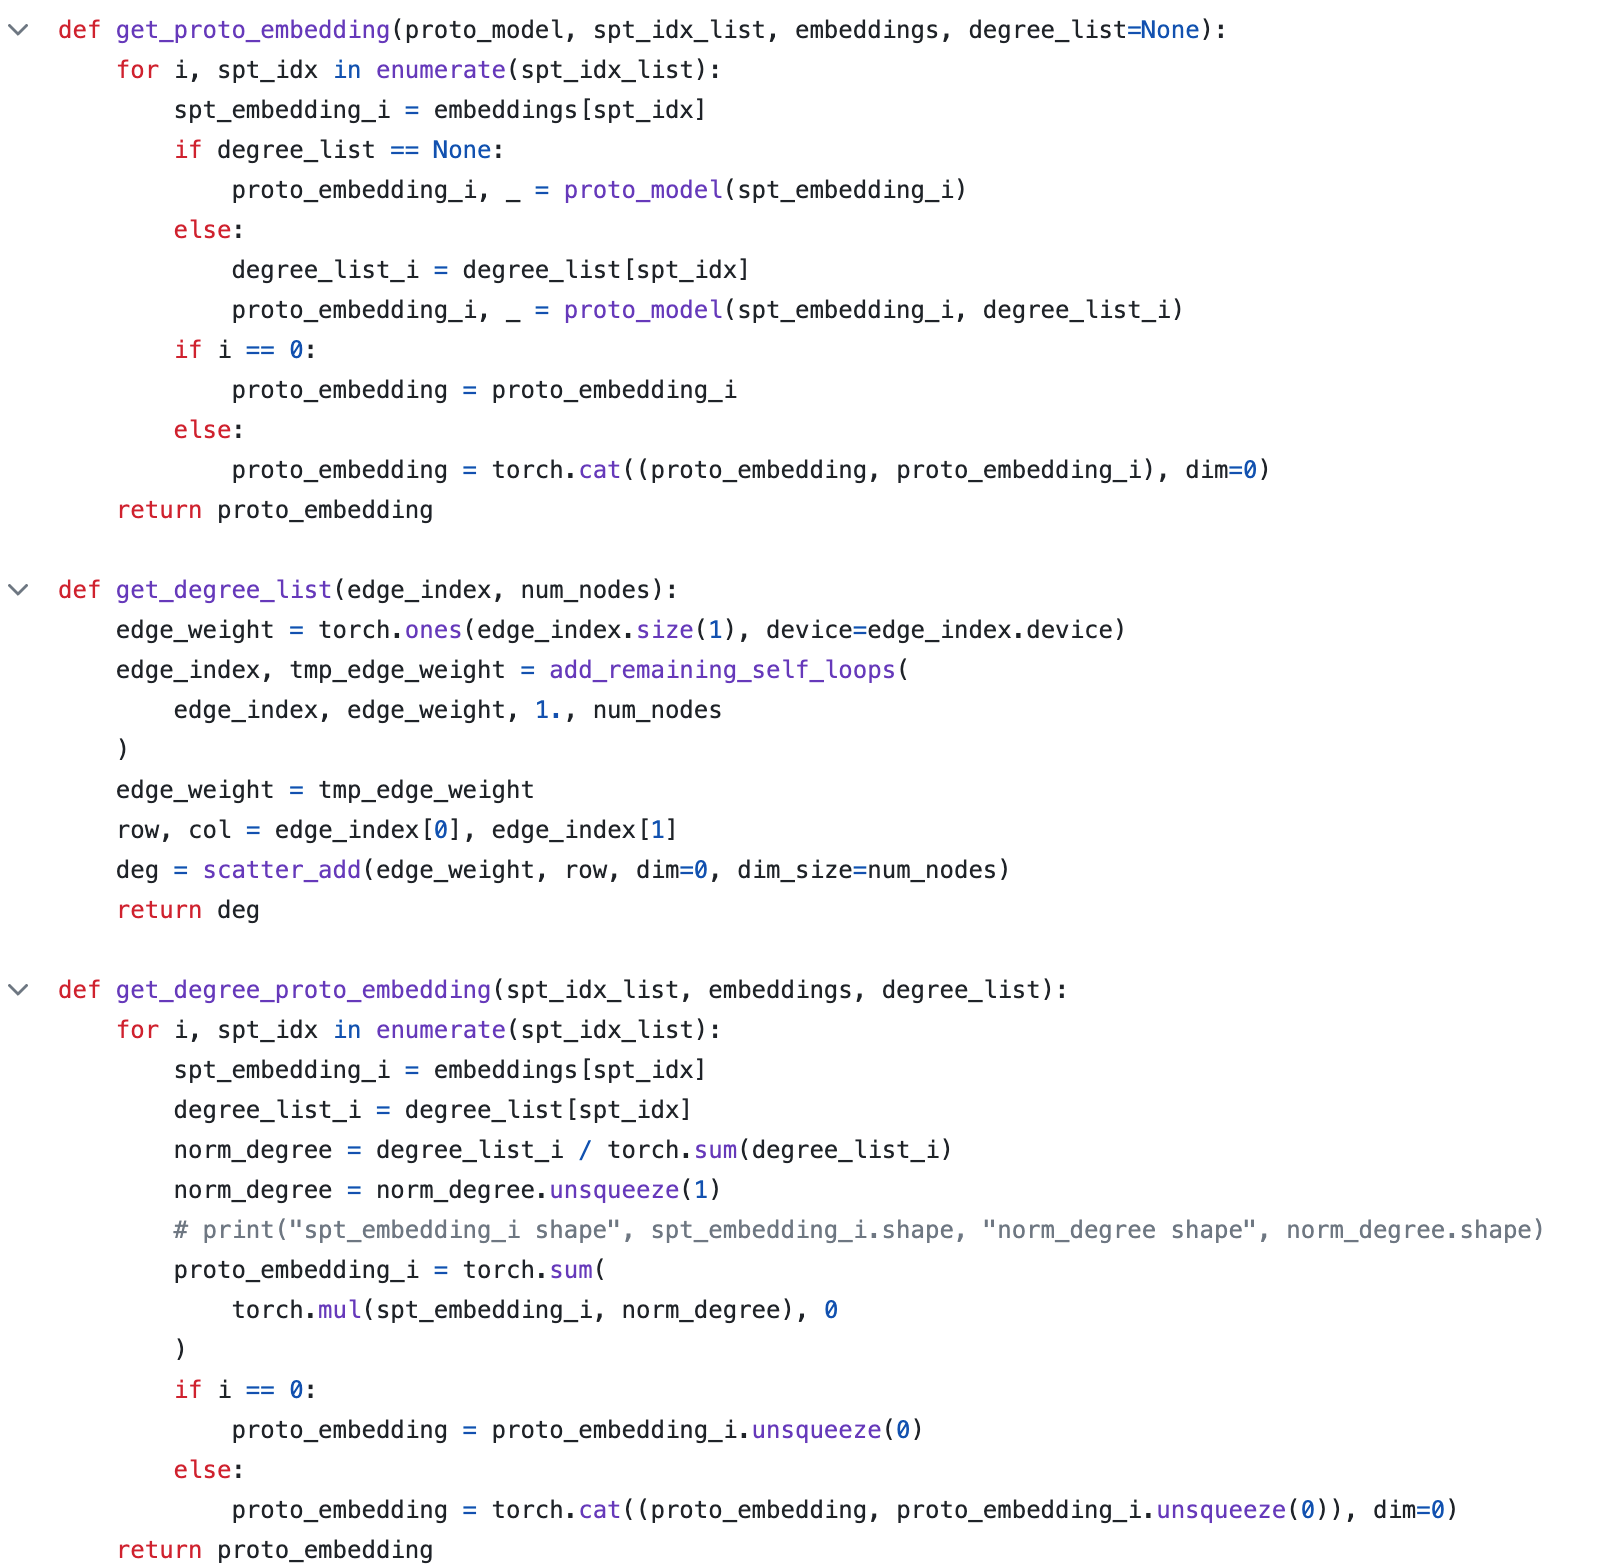 def get_proto_embedding(proto_model, spt_idx_list, embeddings, degree_list=None):
    for i, spt_idx in enumerate(spt_idx_list):
        spt_embedding_i = embeddings[spt_idx]
        if degree_list == None:
            proto_embedding_i, _ = proto_model(spt_embedding_i)
        else:
            degree_list_i = degree_list[spt_idx]
            proto_embedding_i, _ = proto_model(spt_embedding_i, degree_list_i)
        if i == 0:
            proto_embedding = proto_embedding_i
        else:
            proto_embedding = torch.cat((proto_embedding, proto_embedding_i), dim=0)
    return proto_embedding

def get_degree_list(edge_index, num_nodes):
    edge_weight = torch.ones(edge_index.size(1), device=edge_index.device)
    edge_index, tmp_edge_weight = add_remaining_self_loops(
        edge_index, edge_weight, 1., num_nodes
    )
    edge_weight = tmp_edge_weight
    row, col = edge_index[0], edge_index[1]
    deg = scatter_add(edge_weight, row, dim=0, dim_size=num_nodes)
    return deg

def get_degree_proto_embedding(spt_idx_list, embeddings, degree_list):
    for i, spt_idx in enumerate(spt_idx_list):
        spt_embedding_i = embeddings[spt_idx]
        degree_list_i = degree_list[spt_idx]
        norm_degree = degree_list_i / torch.sum(degree_list_i)
        norm_degree = norm_degree.unsqueeze(1)
        # print("spt_embedding_i shape", spt_embedding_i.shape, "norm_degree shape", norm_degree.shape)
        proto_embedding_i = torch.sum(
            torch.mul(spt_embedding_i, norm_degree), 0
        )
        if i == 0:
            proto_embedding = proto_embedding_i.unsqueeze(0)
        else:
            proto_embedding = torch.cat((proto_embedding, proto_embedding_i.unsqueeze(0)), dim=0)
    return proto_embedding